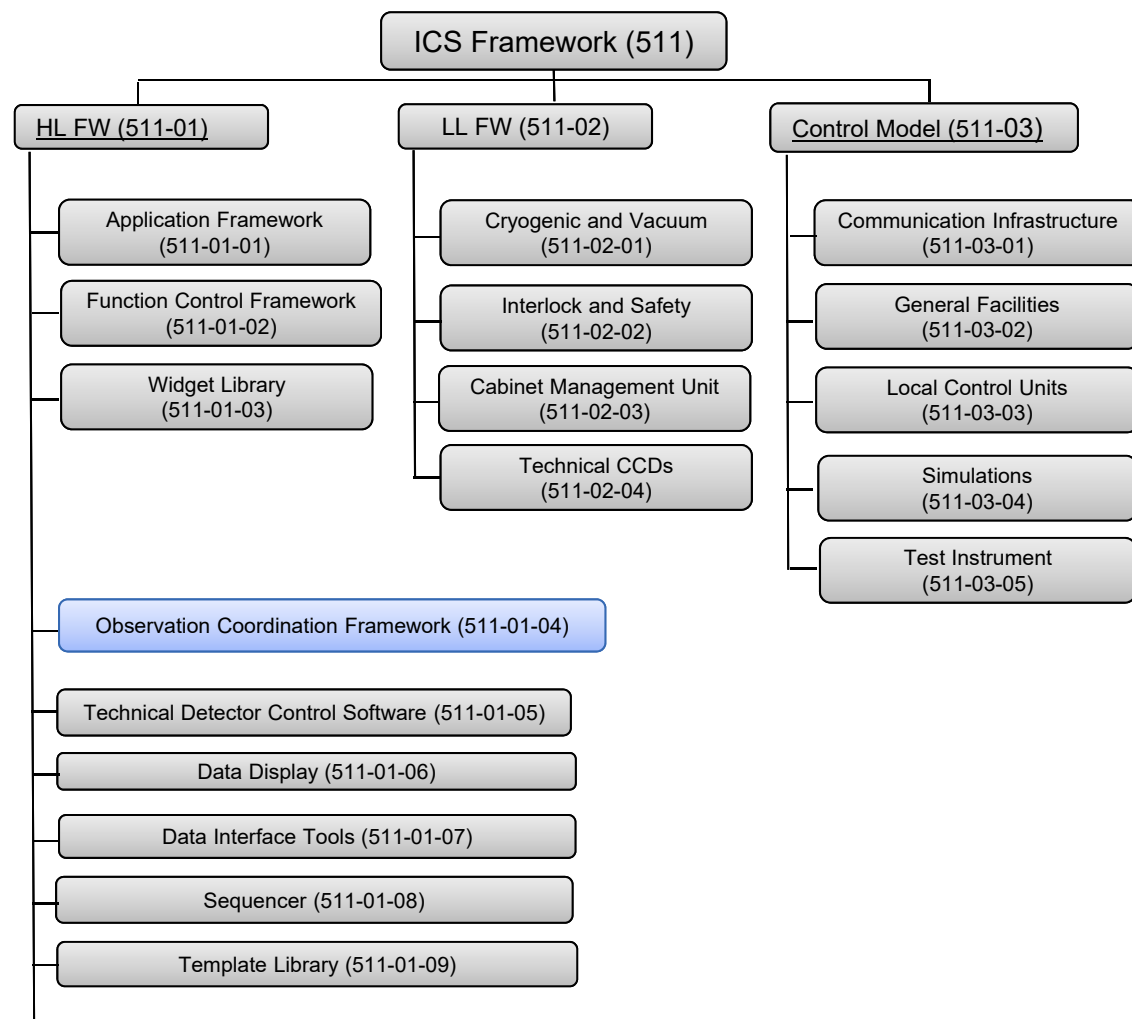 ICS Framework (511)
HL FW (511-01)
LL FW (511-02)
Control Model (511-03)
Application Framework
(511-01-01)
Function Control Framework
(511-01-02)
Widget Library
(511-01-03)
Observation Coordination Framework (511-01-04)
Technical Detector Control Software (511-01-05)
Data Display (511-01-06)
Data Interface Tools (511-01-07)
Sequencer (511-01-08)
Template Library (511-01-09)
Cryogenic and Vacuum
(511-02-01)
Interlock and Safety
(511-02-02)
Cabinet Management Unit
(511-02-03)
Technical CCDs
(511-02-04)
Communication Infrastructure
(511-03-01)
General Facilities
(511-03-02)
Local Control Units
(511-03-03)
Simulations
(511-03-04)
Test Instrument
(511-03-05)